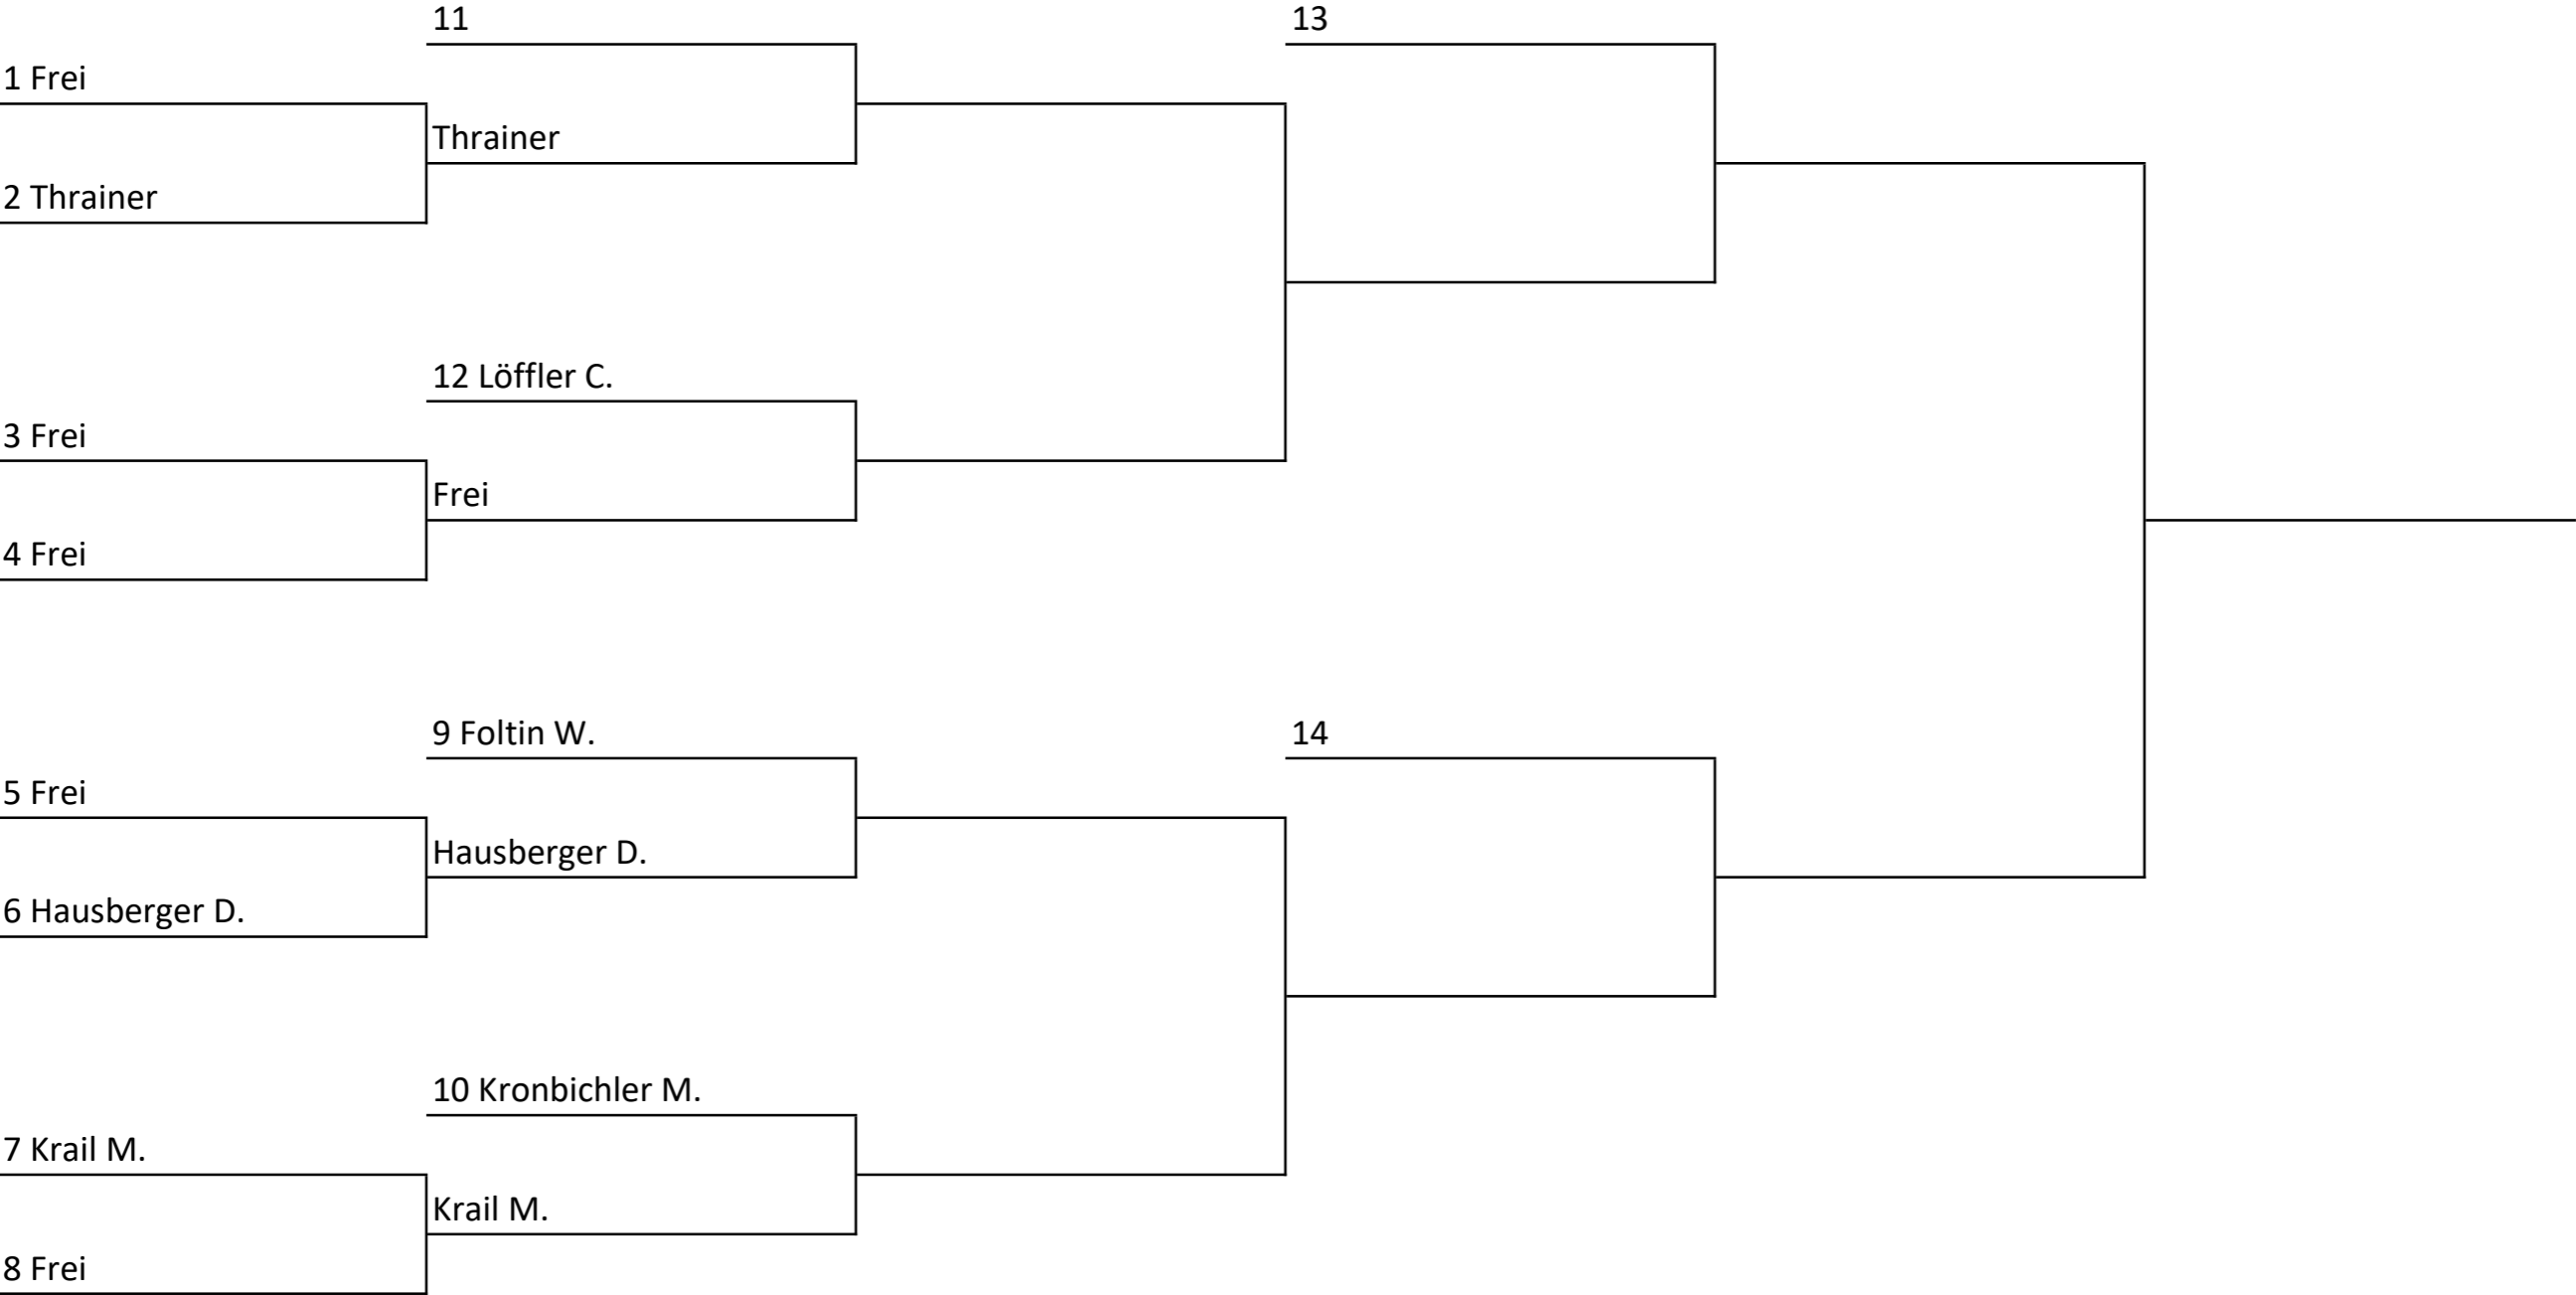 11
13
1 Frei
Thrainer
2 Thrainer
12 Löffler C.
3 Frei
Frei
4 Frei
9 Foltin W.
14
5 Frei
Hausberger D.
6 Hausberger D.
10 Kronbichler M.
7 Krail M.
Krail M.
8 Frei